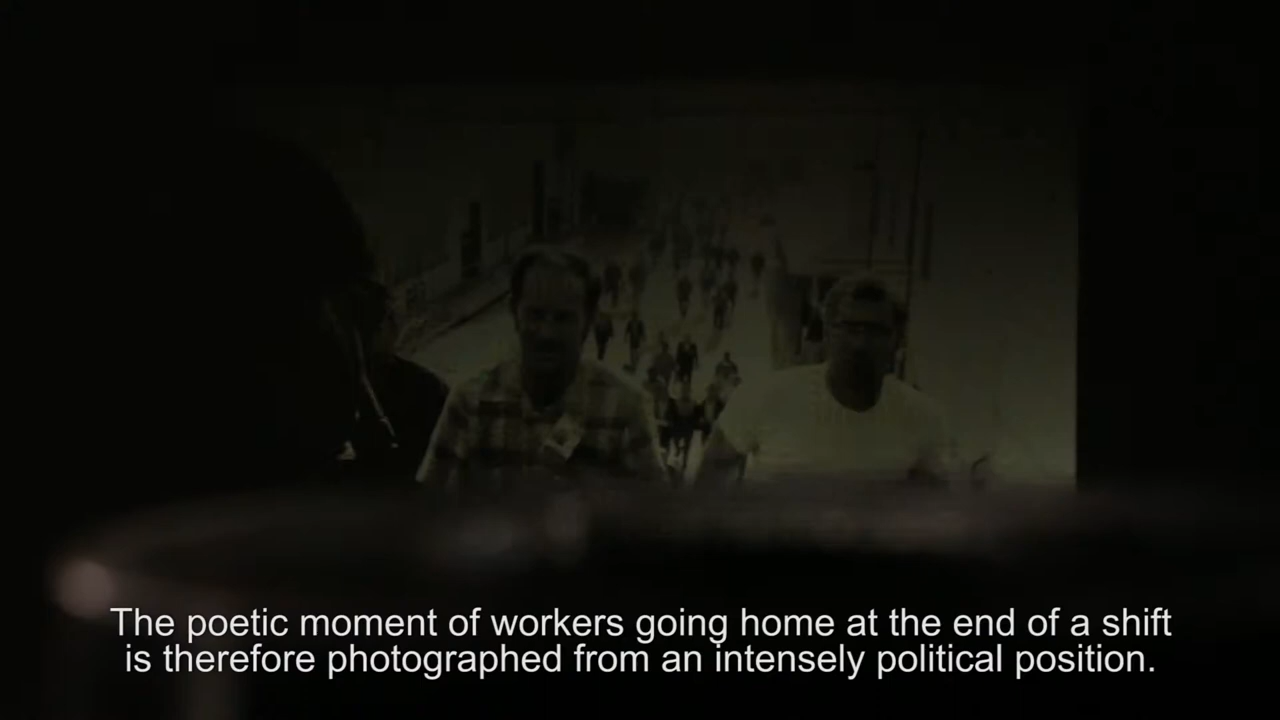 The poetic moment of workers going home at the end of a shift
is therefore photographed from an intensely political position.